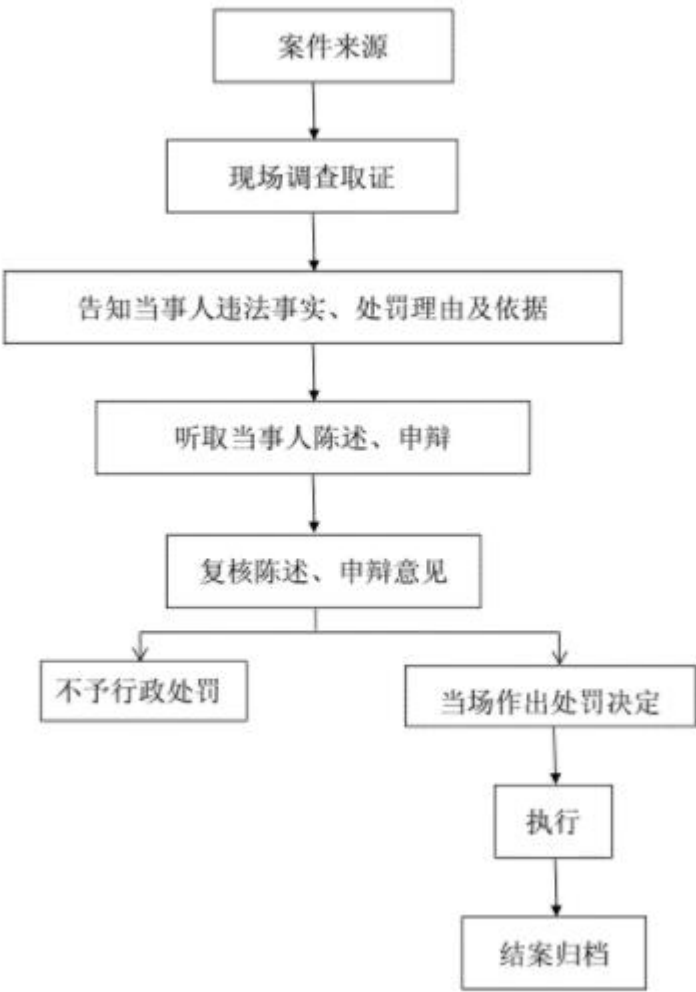 案件来源
现场调查取证
告知当事人违法事实、处罚理由及依据
听取当事人陈述、申辩
复核陈述、申辩意见
不予行政处罚
当场作出处罚决定
执行
结案归档